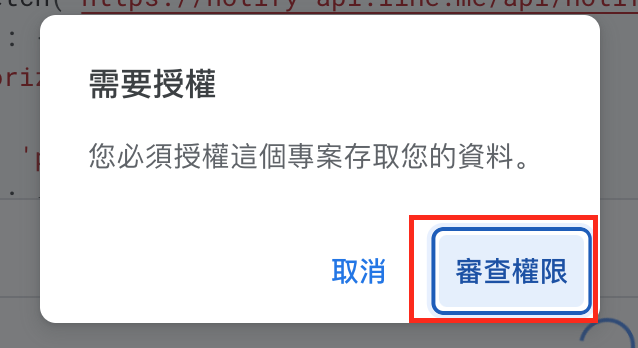 etch( https://notify-api.line.me/api/notif
: {
oriz
需要授權
您必須授權這個專案存取您的資料。
'p
取消
審查權限